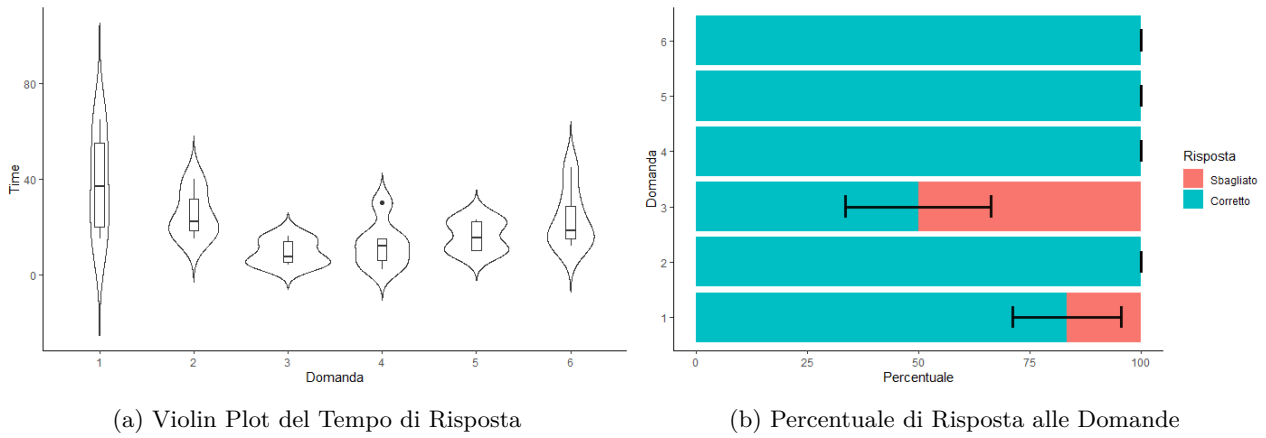 80
40
0
Time
1 2 3 4 5 6
Domanda
(a) Violin Plot del Tempo di Risposta
6
5
4
3
2
1
Domanda
0 25 50 75 100
Percentuale
Risposta
Sbagliato
Corretto
(b) Percentuale di Risposta alle Domande